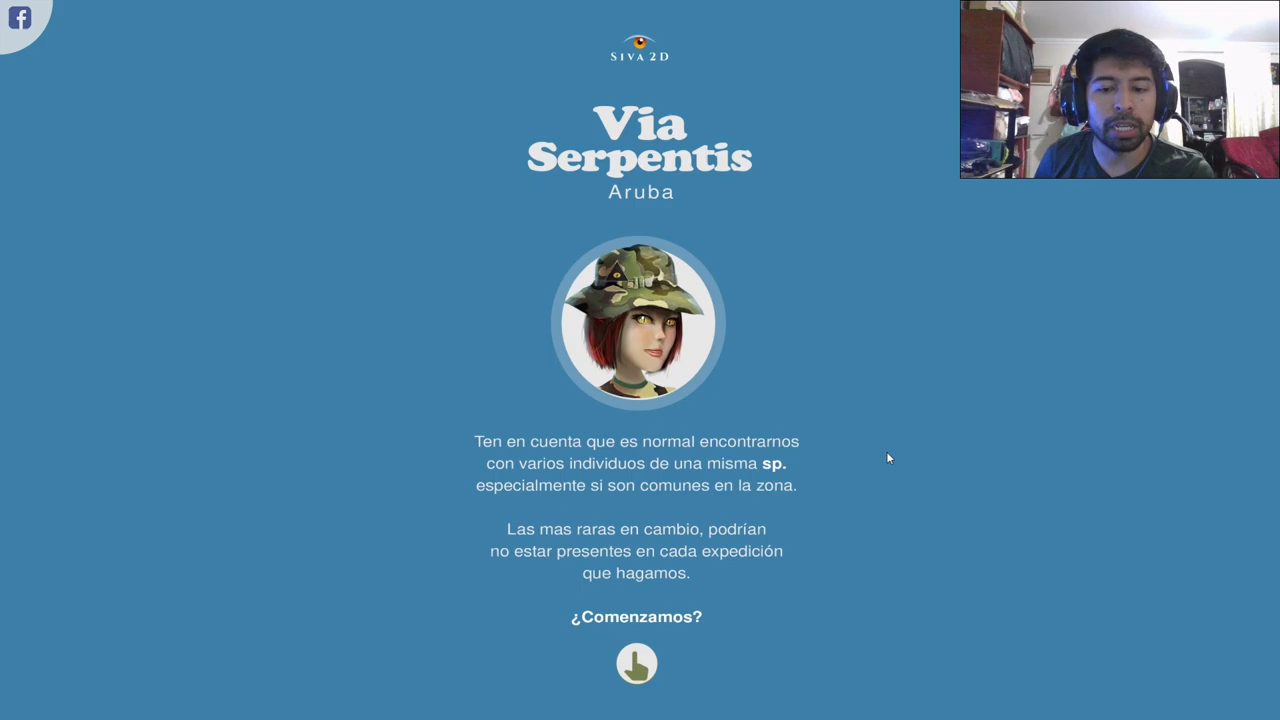 SIVA 2D
Via
Serpentis
Aruba
Ten en cuenta que es normal encontrarnos
con varios individuos de una misma sp.
especialmente si son comunes en la zona.
Las mas raras en cambio, podrían
no estar presentes en cada expedición
que hagamos.
¿Comenzamos?